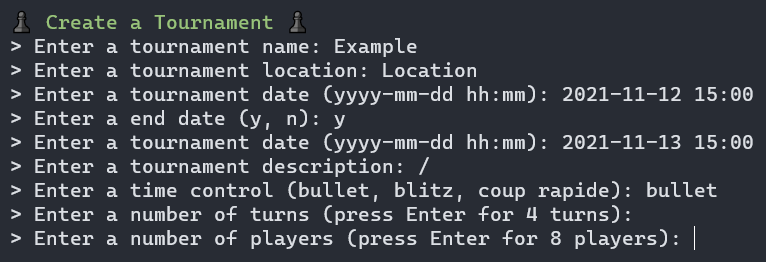 ♟ Create a Tournament ♟
> Enter a tournament name: Example
> Enter a tournament location: Location
> Enter a tournament date (yyyy-mm-dd hh:mm): 2021-11-12 15:00
> Enter a end date (y, n): y
> Enter a tournament date (yyyy-mm-dd hh:mm): 2021-11-13 15:00
> Enter a tournament description: /
> Enter a time control (bullet, blitz, coup rapide): bullet
> Enter a number of turns (press Enter for 4 turns):
> Enter a number of players (press Enter for 8 players):